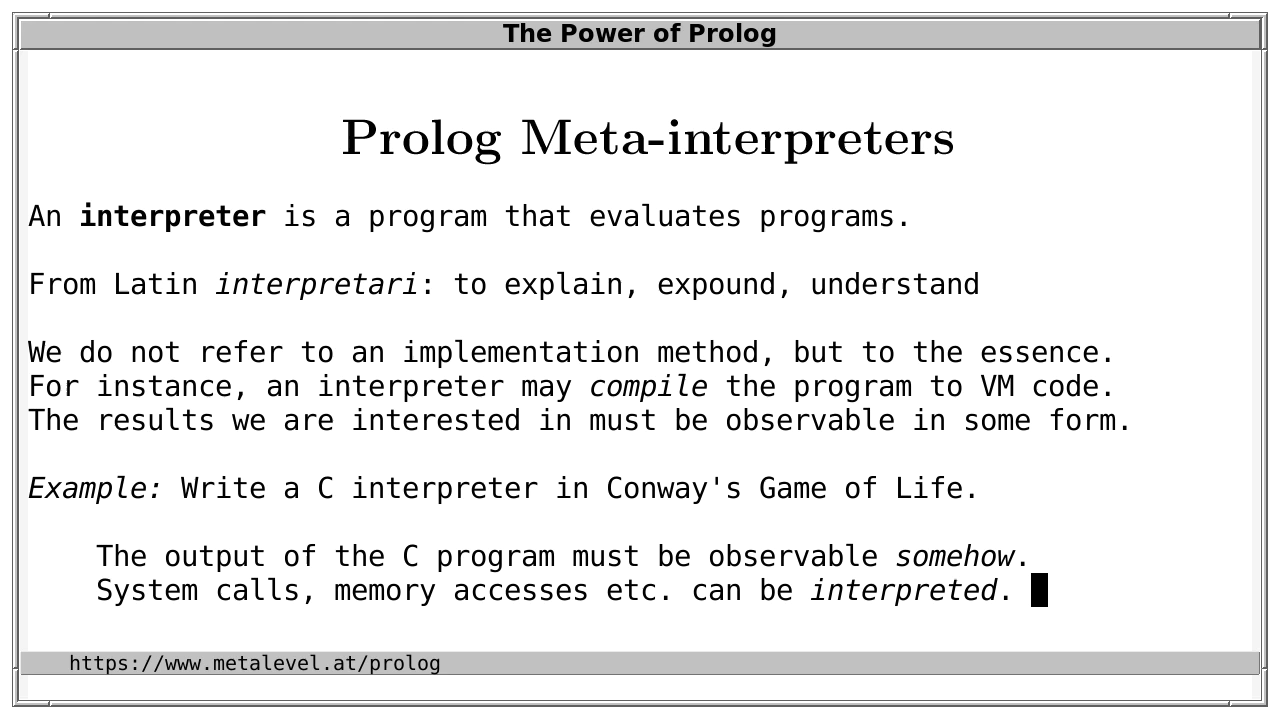 The Power of Prolog
Prolog Meta-interpreters
An interpreter is a program that evaluates programs.
From Latin interpretari: to explain, expound, understand
We do not refer to an implementation method, but to the essence.
For instance, an interpreter may compile the program to VM code.
The results we are interested in must be observable in some form.
Example: Write a C interpreter in Conway's Game of Life.
The output of the C program must be observable somehow.
System calls, memory accesses etc. can be interpreted.
https://www.metalevel.at/prolog